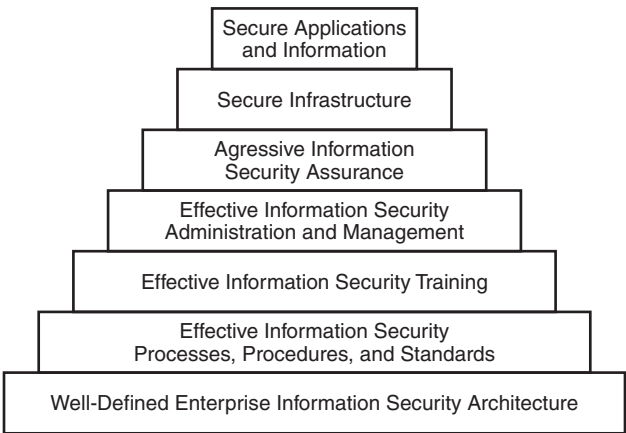 Secure Applications
and Information
Secure Infrastructure
Agressive Information
Security Assurance
Effective Information Security
Administration and Management
Effective Information Security Training
Effective Information Security
Processes, Procedures, and Standards
Well-Defined Enterprise Information Security Architecture